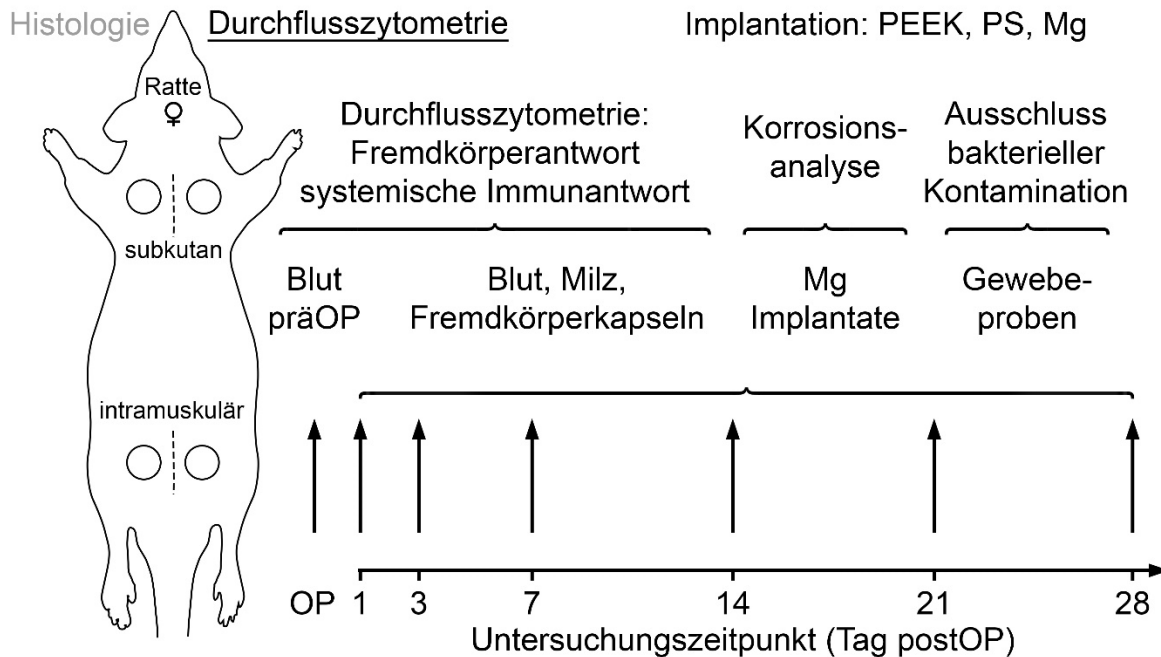 Histologie Durchflusszytometrie Implantation: PEEK, PS, Mg
Ratte
♀
subkutan
intramuskulär
Durchflusszytometrie:
Fremdkörperantwort
systemische Immunantwort
Korrosions-
analyse
Ausschluss
bakterieller
Kontamination
Blut
präOP
Blut, Milz,
Fremdkörperkapseln
Mg
Implantate
Gewebe-
proben
OP 1 3 7 14 21 28
Untersuchungszeitpunkt (Tag postOP)